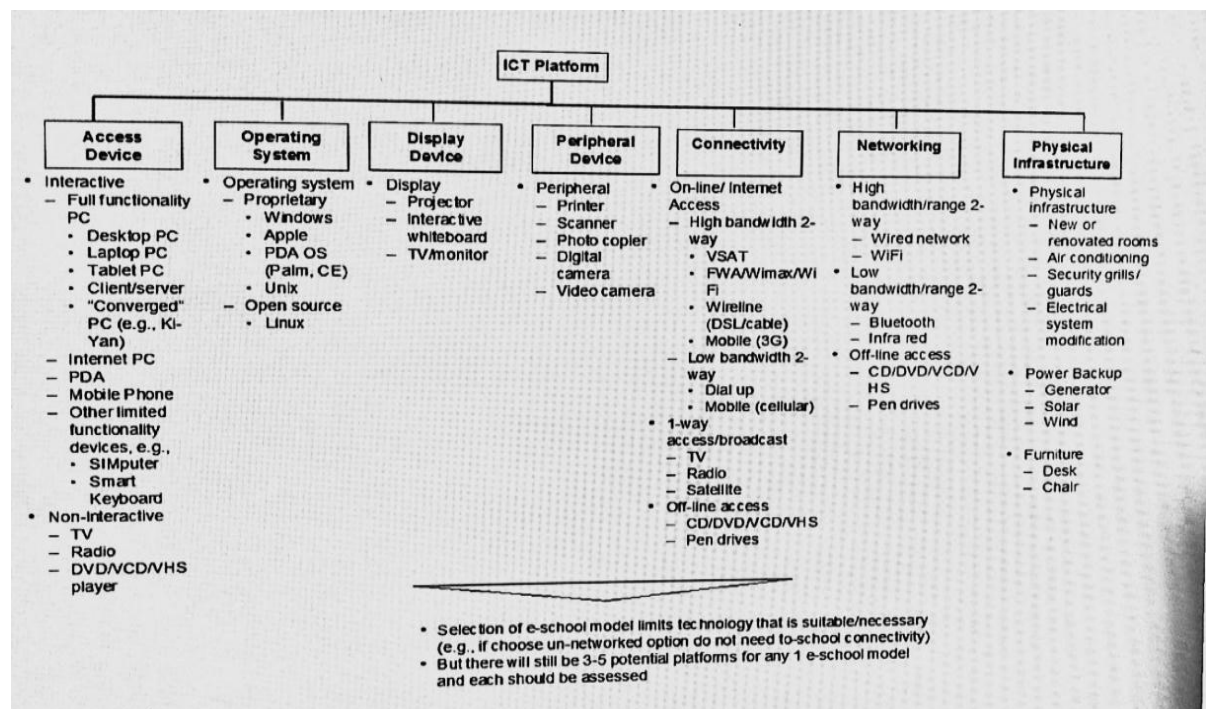 ICT Platform
Access
Device
• Interactive
– Full functionality
PC
• Desktop PC
• Laptop PC
• Tablet PC
• Client/server
• "Converged"
PC (e.g., Ki-
Yan)
– Internet PC
– PDA
– Mobile Phone
– Other limited
functionality
devices, e.g.,
• SIMputer
• Smart
Keyboard
• Non-Interactive
– TV
– Radio
– DVD/VCD/VHS
player
Operating
System
• Operating system
– Proprietary
• Windows
• Apple
• PDA OS
(Palm, CE)
• Unix
– Open source
• Linux
Display
Device
• Display
– Projector
– Interactive
whiteboard
– TV/monitor
Peripheral
Device
• Peripheral
– Printer
– Scanner
– Photo copier
– Digital
camera
– Video camera
Connectivity
• On-line/ Internet
Access
– High bandwidth 2-
way
• VSAT
• FWA/Wimax/Wi
Fi
• Wireline
(DSL/cable)
• Mobile (3G)
– Low bandwidth 2-
way
• Dial up
• Mobile (cellular)
• 1-way
access/broadcast
– TV
– Radio
– Satellite
• Off-line access
– CD/DVD/VCD/VHS
– Pen drives
Networking
• High
bandwidth/range 2-
way
– Wired network
– WiFi
• Low
bandwidth/range 2-
way
– Bluetooth
– Infra red
• Off-line access
– CD/DVD/VCD/V
HS
– Pen drives
Physical
Infrastructure
• Physical
infrastructure
– New or
renovated rooms
– Air conditioning
– Security grills/
guards
– Electrical
system
modification
• Power Backup
– Generator
– Solar
– Wind
• Furniture
– Desk
– Chair
• Selection of e-school model limits technology that is suitable/necessary
(e.g., if choose un-networked option do not need to-school connectivity)
• But there will still be 3-5 potential platforms for any 1 e-school model
and each should be assessed